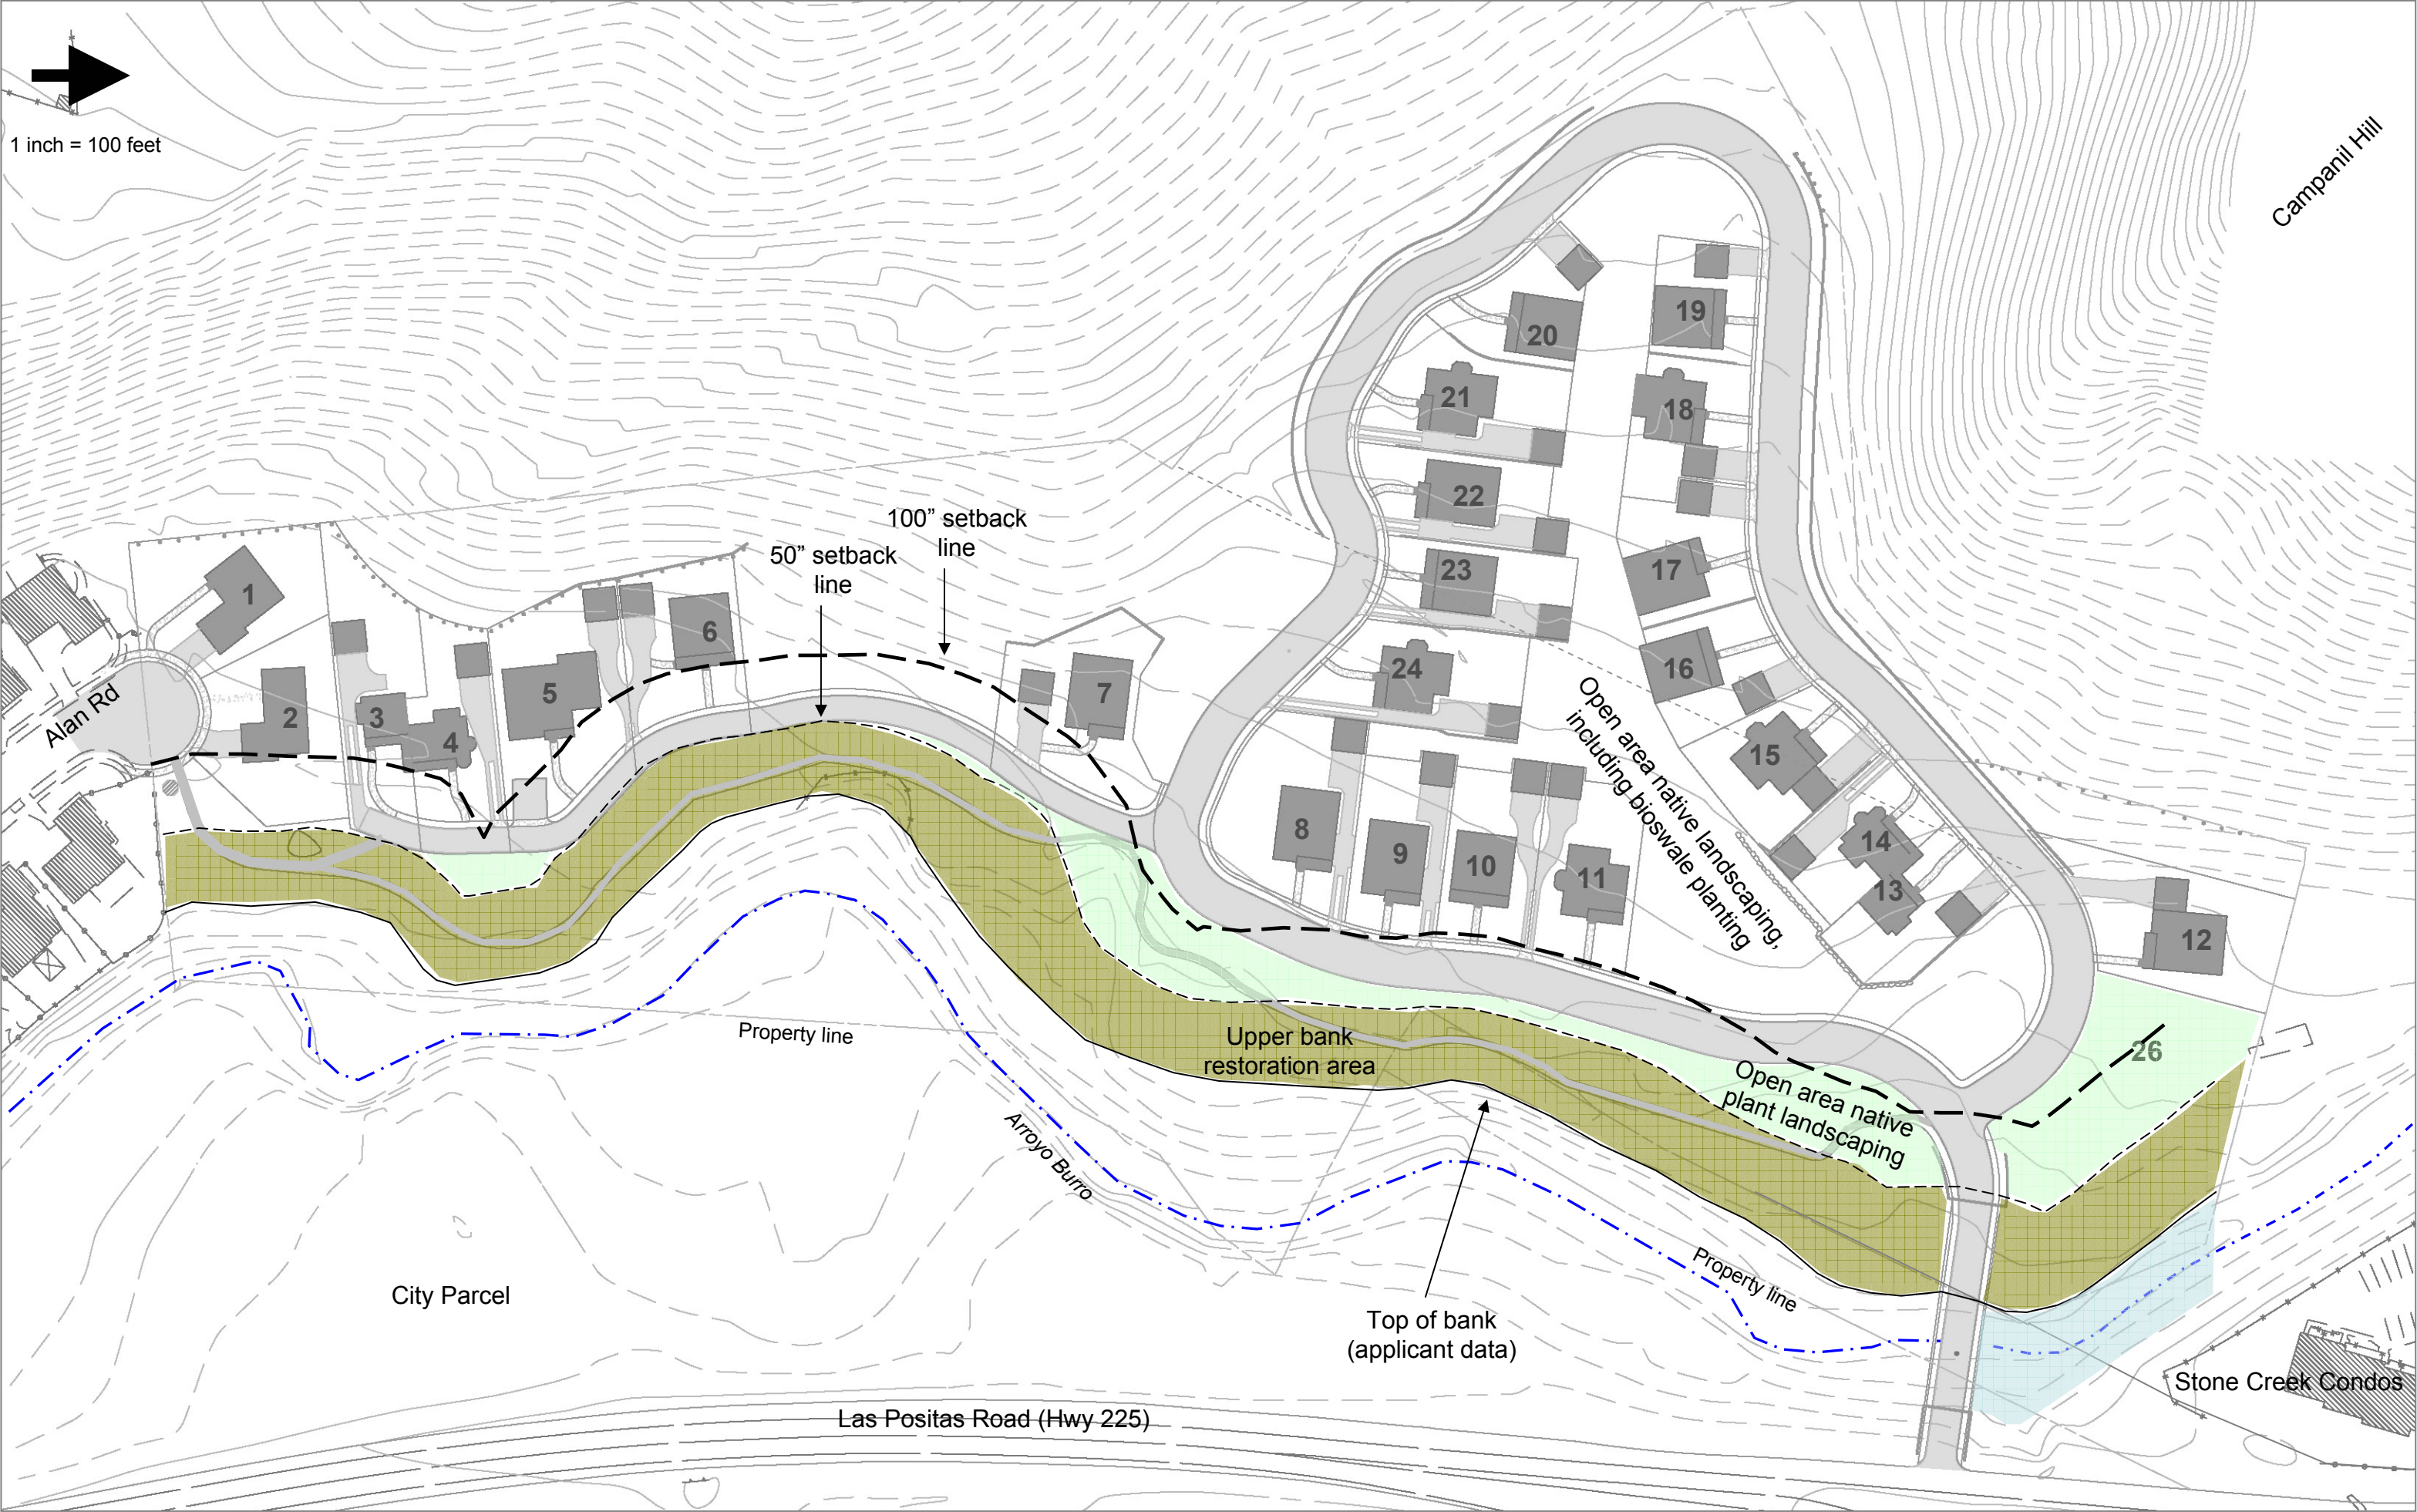 1 inch = 100 feet
Campanil Hill
19
20
21
18
22
100” setback
line
50” setback
line
23
17
1
6
24
16
5
7
Alan Rd
2
3
4
15
Open area native landscaping,
including bioswale planting
8
9
10
11
14
13
12
Upper bank
restoration area
Property line
26
Open area native
plant landscaping
Arroyo Burro
City Parcel
Property line
Top of bank
(applicant data)
Stone Creek Condos
Las Positas Road (Hwy 225)